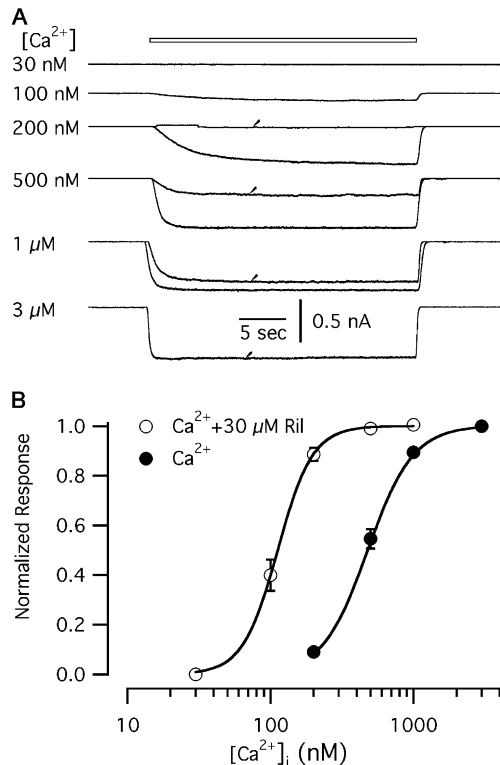 A
[Ca²⁺]
30 nM
100 nM
200 nM
500 nM
1 µM
3 µM
5 sec
0.5 nA
B
Ca²⁺+30 µM Ril
Ca²⁺
Normalized Response
1.0
0.8
0.6
0.4
0.2
0.0
10 100 1000
[Ca²⁺]ᵢ (nM)